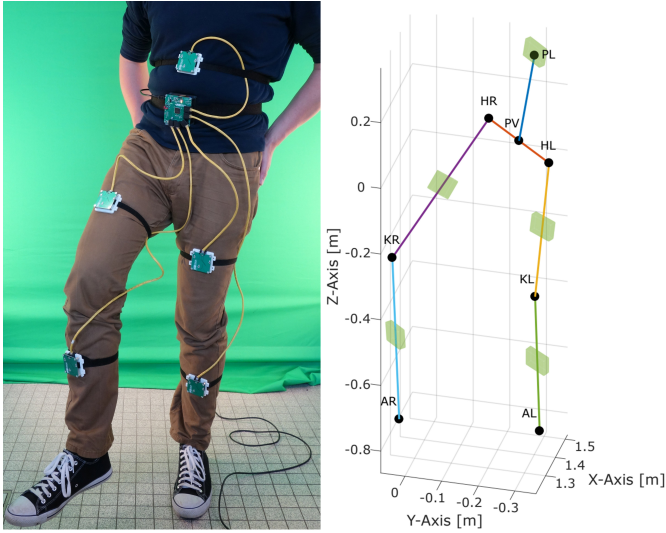 PL
HR
PV
HL
0.2
0
-0.2
-0.4
-0.6
-0.8
Z-Axis [m]
KR
KL
AR
AL
0
-0.1
-0.2
-0.3
Y-Axis [m]
1.5
1.4
1.3
X-Axis [m]